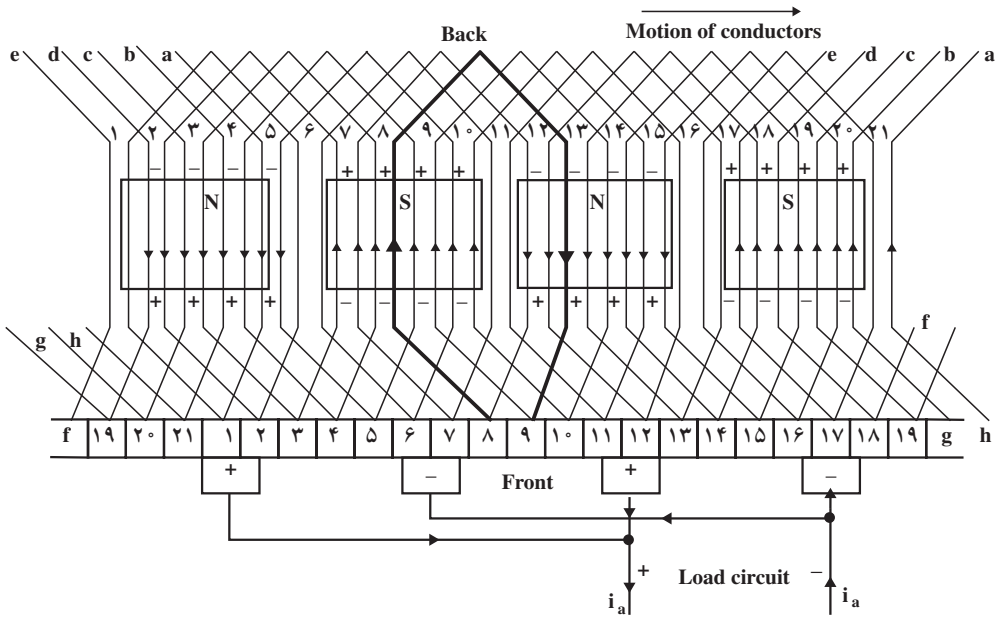 Motion of conductors
Back
e d c b a e d c b a
۱ ۲ ۳ ۴ ۵ ۶ ۷ ۸ ۹ ۱۰ ۱۱ ۱۲ ۱۳ ۱۴ ۱۵ ۱۶ ۱۷ ۱۸ ۱۹ ۲۰ ۲۱
– – – – + + + + – – – – + + + +
N S N S
+ + + + – – – – + + + + – – – –
g h f
f ۱۹ ۲۰ ۲۱ ۱ ۲ ۳ ۴ ۵ ۶ ۷ ۸ ۹ ۱۰ ۱۱ ۱۲ ۱۳ ۱۴ ۱۵ ۱۶ ۱۷ ۱۸ ۱۹ g h
+ – Front + –
+ Load circuit –
ia ia